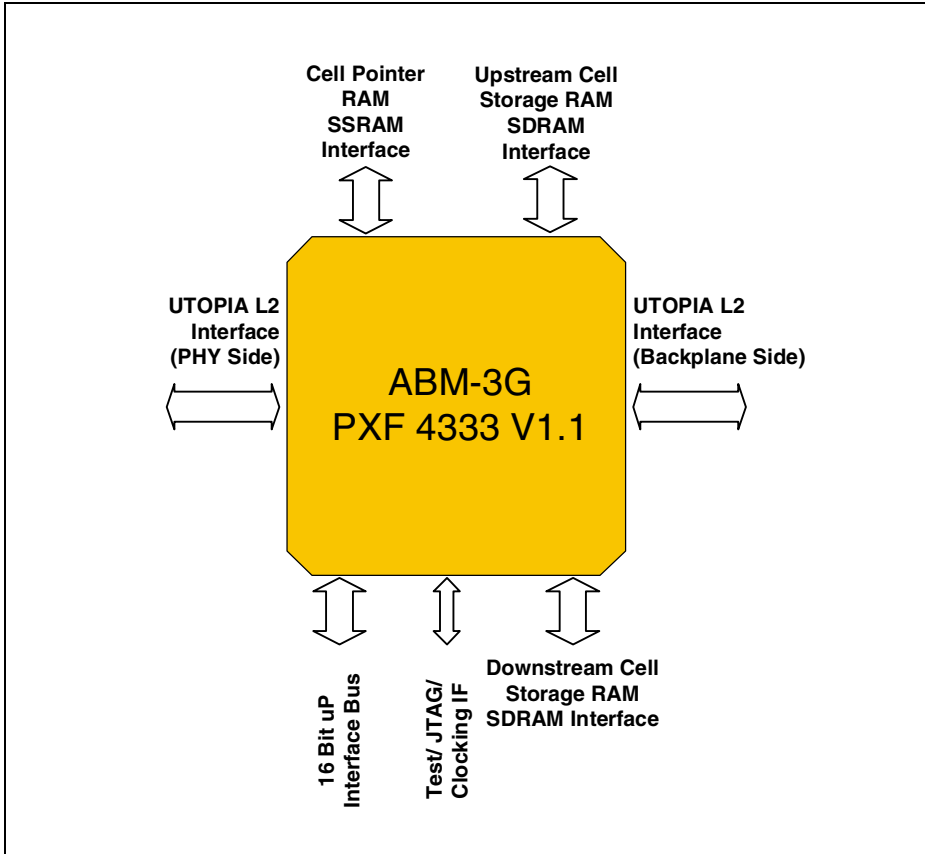 Cell Pointer
RAM
SSRAM
Interface
Upstream Cell
Storage RAM
SDRAM
Interface
UTOPIA L2
Interface
(PHY Side)
UTOPIA L2
Interface
(Backplane Side)
ABM-3G
PXF 4333 V1.1
16 Bit uP
Interface Bus
Test/ JTAG/
Clocking IF
Downstream Cell
Storage RAM
SDRAM Interface